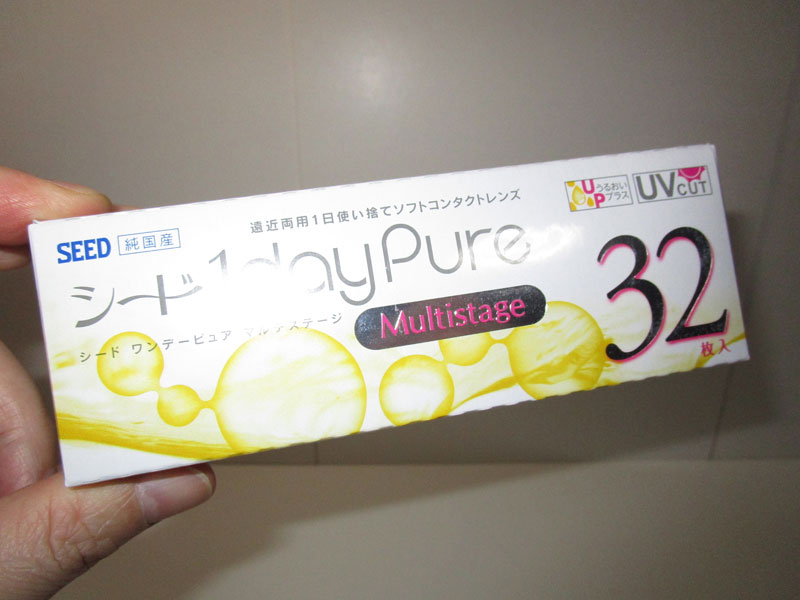 遠近両用1日使い捨てソフトコンタクトレンズ
SEED 純国産
UP うるおいプラス
UV CUT
シード 1dayPure
シード ワンデーピュア マルチステージ
Multistage
32
枚入